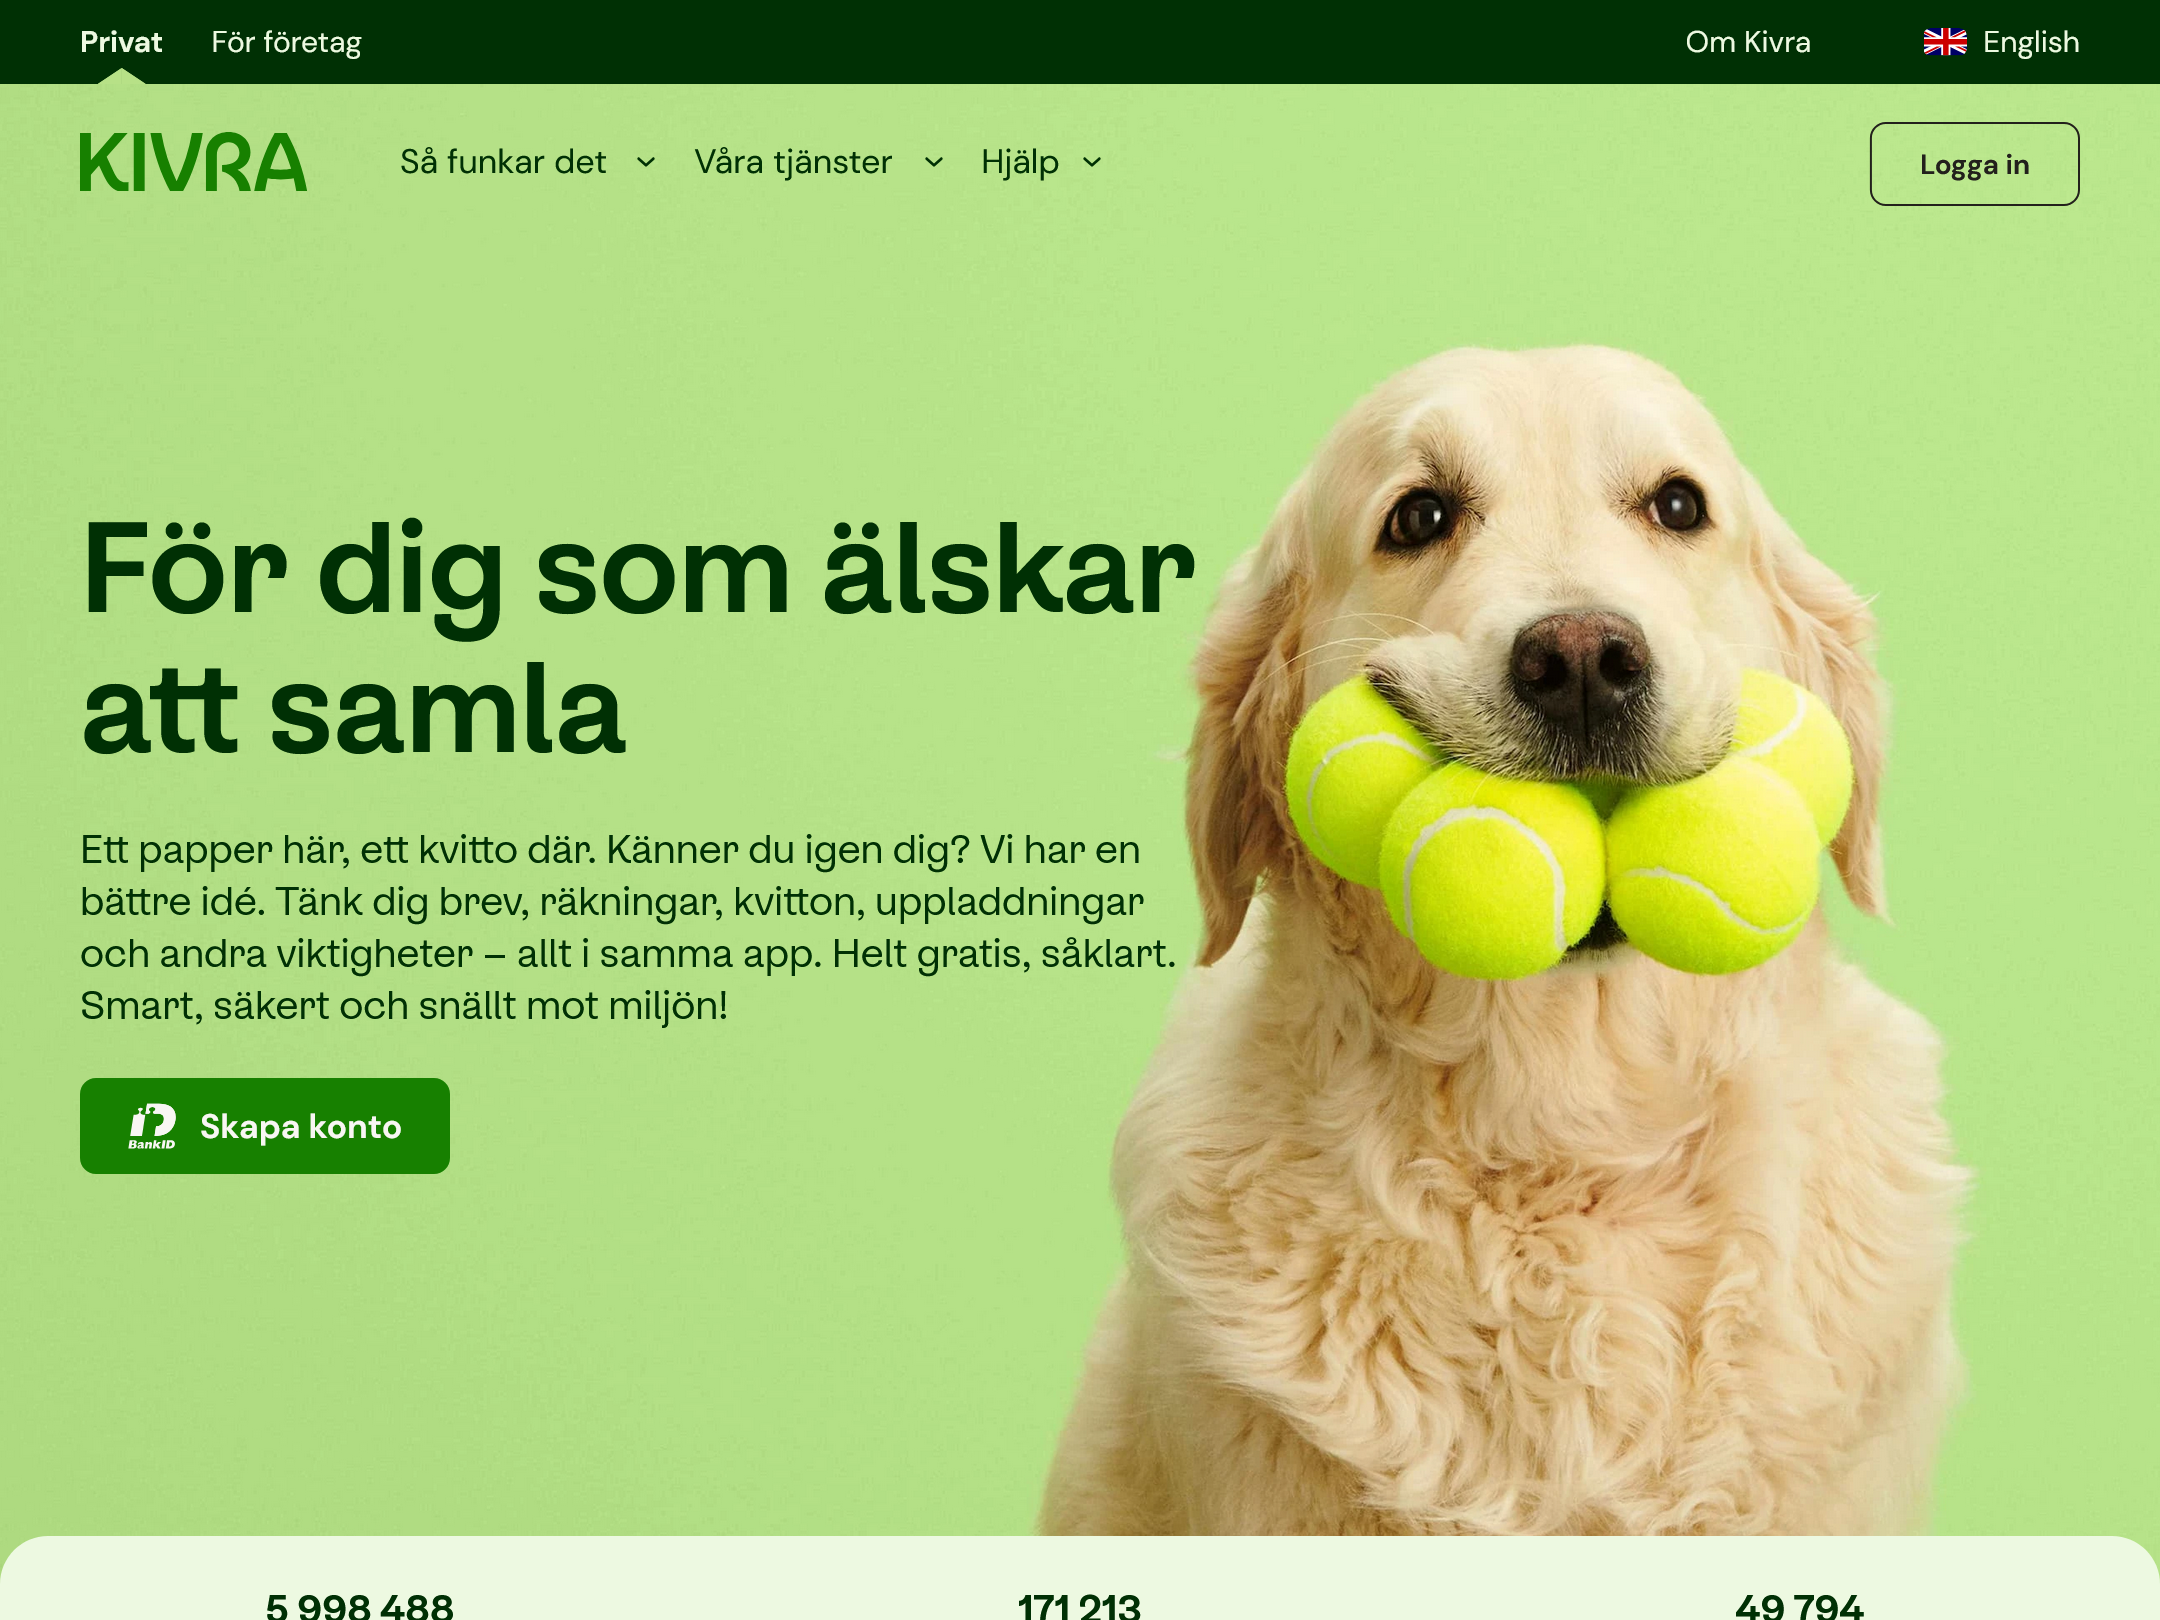 Privat
För företag
Om Kivra
English
KIVRA
Så funkar det
Våra tjänster
Hjälp
Logga in
För dig som älskar
att samla
Ett papper här, ett kvitto där. Känner du igen dig? Vi har en
bättre idé. Tänk dig brev, räkningar, kvitton, uppladdningar
och andra viktigheter – allt i samma app. Helt gratis, såklart.
Smart, säkert och snällt mot miljön!
BankID
Skapa konto
5 998 488
171 213
49 794